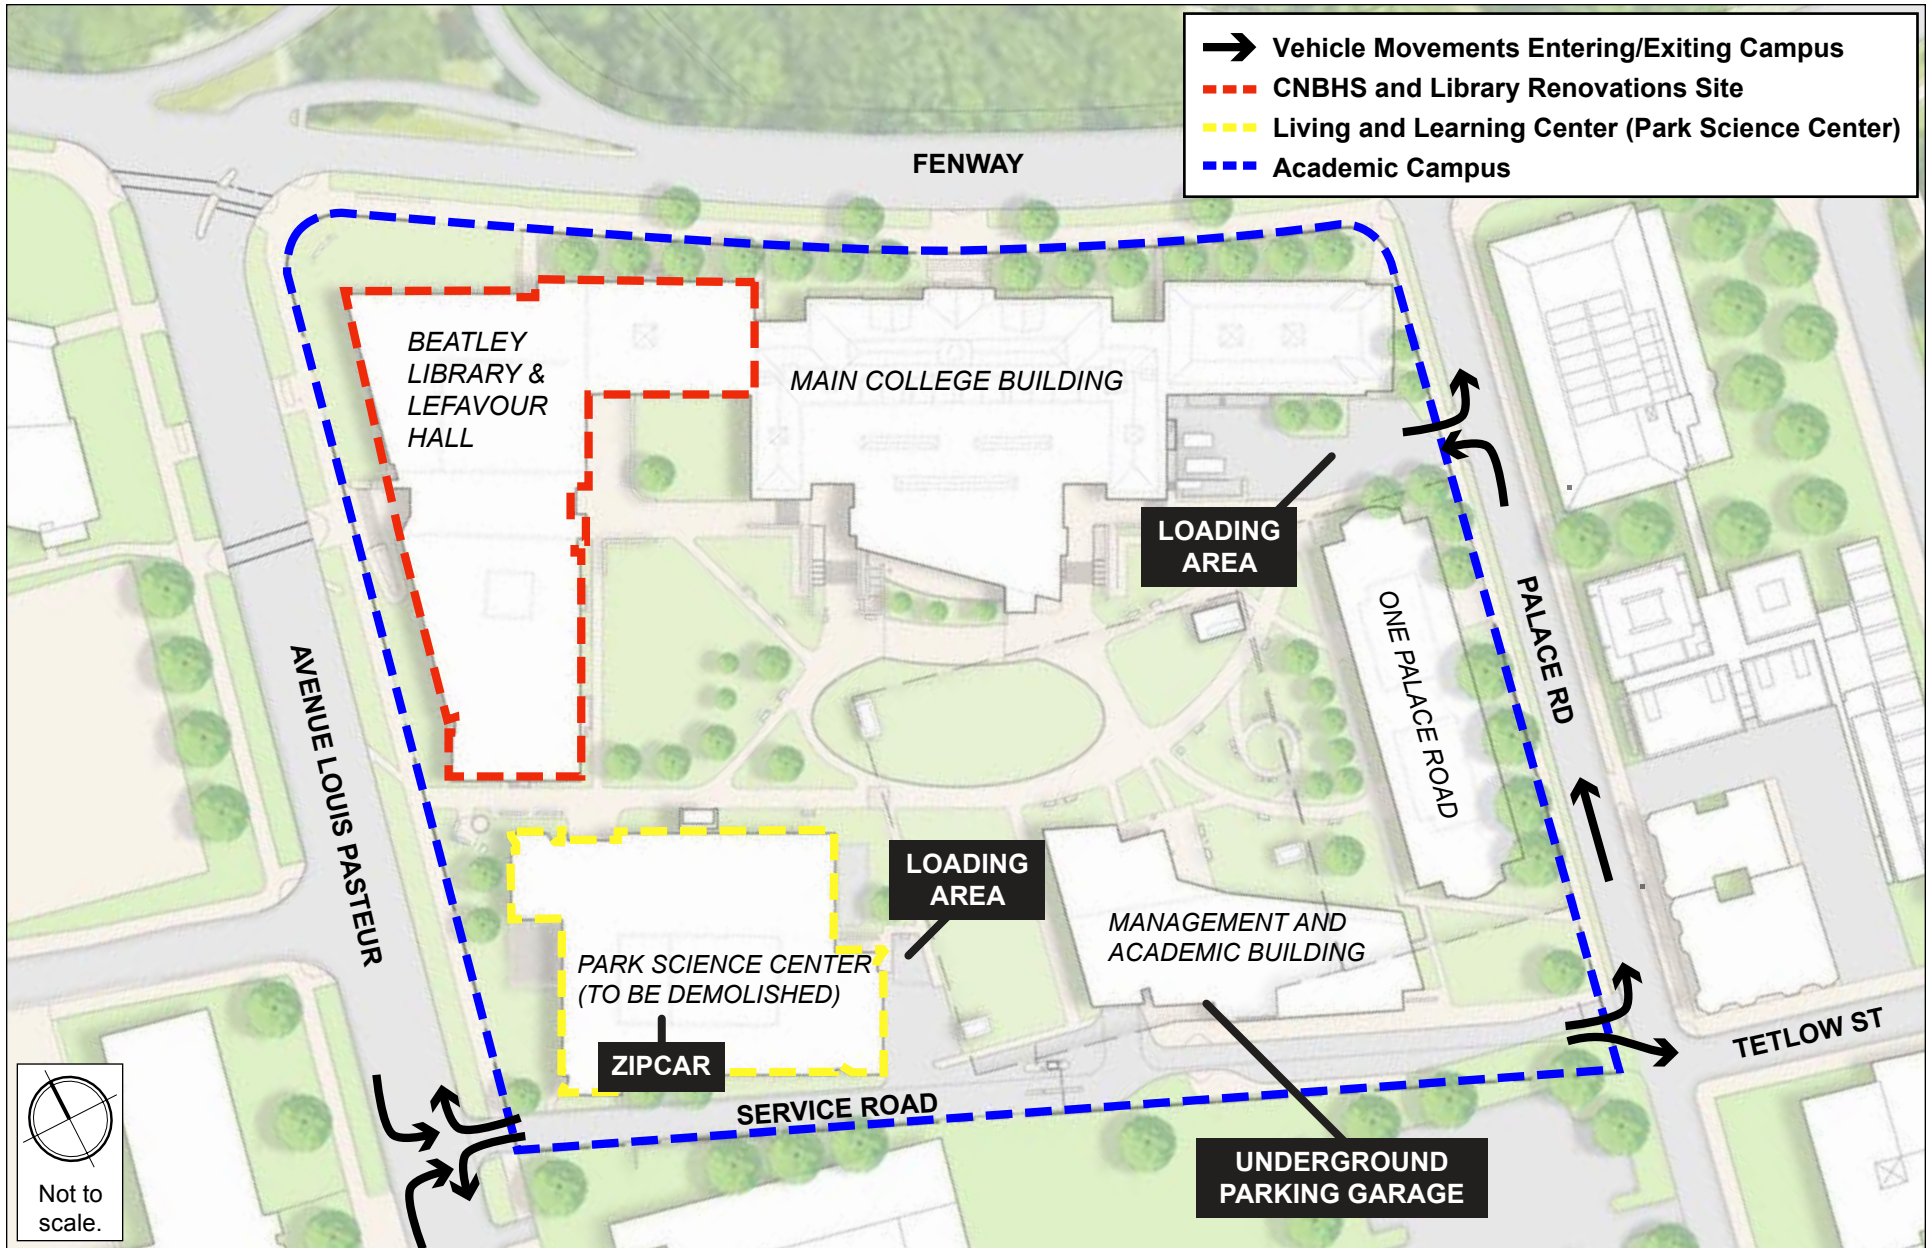 Vehicle Movements Entering/Exiting Campus
CNBHS and Library Renovations Site
Living and Learning Center (Park Science Center)
Academic Campus
FENWAY
BEATLEY
LIBRARY &
LEFAVOUR
HALL
MAIN COLLEGE BUILDING
LOADING
AREA
PALACE RD
ONE PALACE ROAD
AVENUE LOUIS PASTEUR
LOADING
AREA
MANAGEMENT AND
ACADEMIC BUILDING
PARK SCIENCE CENTER
(TO BE DEMOLISHED)
ZIPCAR
TETLOW ST
SERVICE ROAD
UNDERGROUND
PARKING GARAGE
Not to
scale.